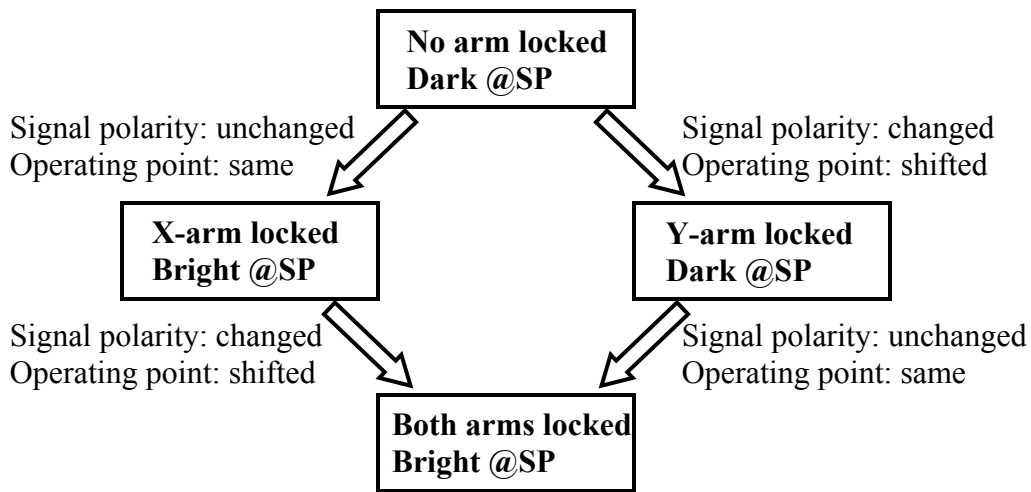 No arm locked
Dark @SP
Signal polarity: unchanged
Operating point: same
Signal polarity: changed
Operating point: shifted
X-arm locked
Bright @SP
Y-arm locked
Dark @SP
Signal polarity: changed
Operating point: shifted
Signal polarity: unchanged
Operating point: same
Both arms locked
Bright @SP